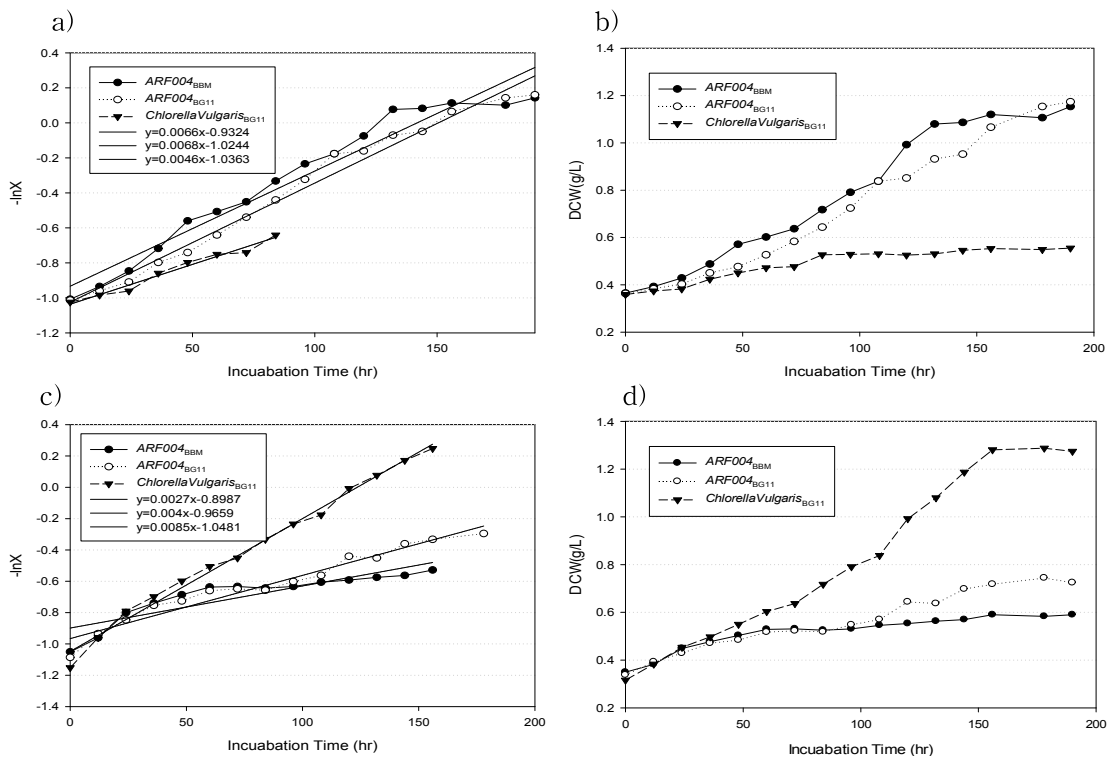 a)
0.4
0.2
0.0
-0.2
-0.4
-0.6
-0.8
-1.0
-1.2
-lnX
ARF004BBM
ARF004BG11
ChlorellaVulgarisBG11
y=0.0066x-0.9324
y=0.0068x-1.0244
y=0.0046x-1.0363
0 50 100 150
Incuabation Time (hr)
b)
1.4
1.2
1.0
0.8
0.6
0.4
0.2
DCW(g/L)
ARF004BBM
ARF004BG11
ChlorellaVulgarisBG11
0 50 100 150 200
Incuabation Time (hr)
c)
0.4
0.2
0.0
-0.2
-0.4
-0.6
-0.8
-1.0
-1.2
-1.4
-lnX
ARF004BBM
ARF004BG11
ChlorellaVulgarisBG11
y=0.0027x-0.8987
y=0.004x-0.9659
y=0.0085x-1.0481
0 50 100 150 200
Incuabation Time (hr)
d)
1.4
1.2
1.0
0.8
0.6
0.4
0.2
DCW(g/L)
ARF004BBM
ARF004BG11
ChlorellaVulgarisBG11
0 50 100 150 200
Incuabation Time (hr)